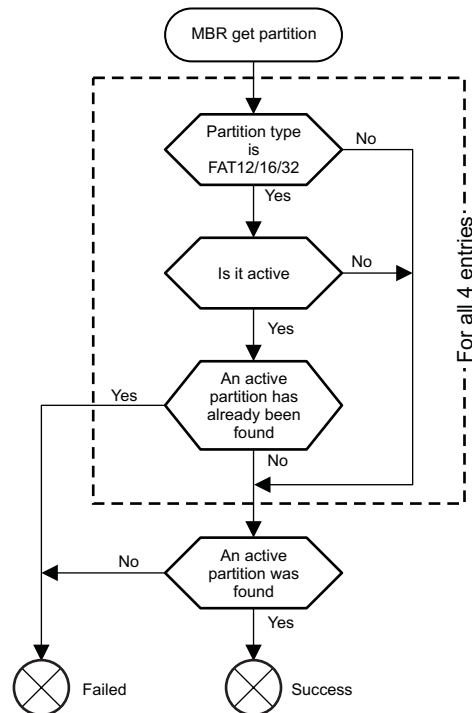 MBR get partition
Partition type
is
FAT12/16/32
No
Yes
Is it active
No
Yes
For all 4 entries
An active
partition has
already been
found
Yes
No
An active
partition was
found
No
Yes
Failed
Success